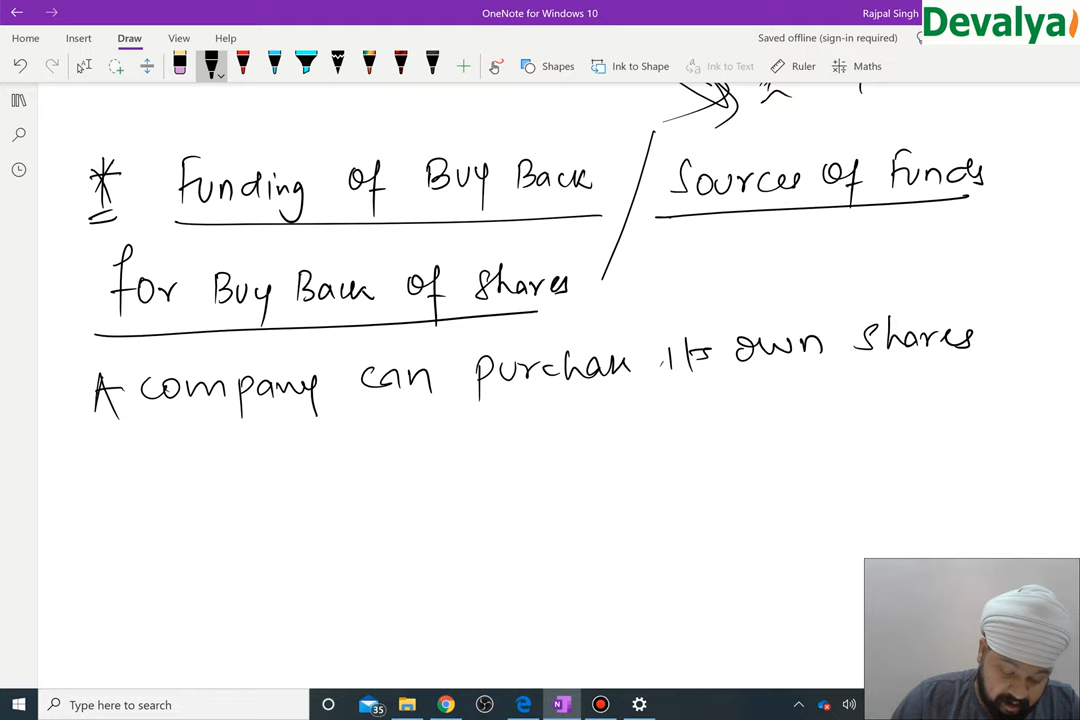 OneNote for Windows 10
Rajpal Singh
Devalya
Home Insert Draw View Help
Saved offline (sign-in required)
Shapes Ink to Shape Ink to Text Ruler Maths
* Funding of Buy Back / Sources of Funds
for Buy Back of Shares
A company can purchase its own shares
Type here to search
35